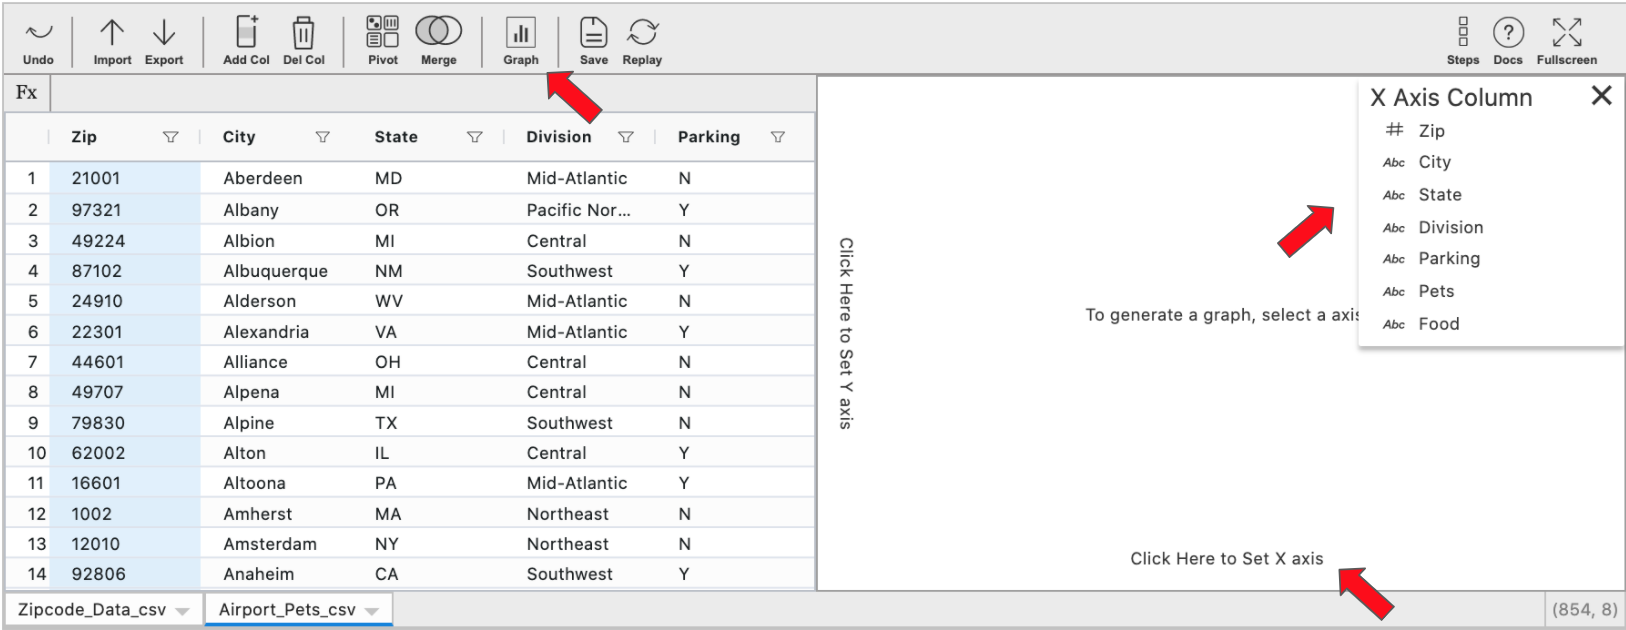 Undo Import Export Add Col Del Col Pivot Merge Graph Save Replay Steps Docs Fullscreen
Fx
Zip City State Division Parking
1 21001 Aberdeen MD Mid-Atlantic N
2 97321 Albany OR Pacific Nor... Y
3 49224 Albion MI Central N
4 87102 Albuquerque NM Southwest Y
5 24910 Alderson WV Mid-Atlantic N
6 22301 Alexandria VA Mid-Atlantic Y
7 44601 Alliance OH Central N
8 49707 Alpena MI Central N
9 79830 Alpine TX Southwest N
10 62002 Alton IL Central Y
11 16601 Altoona PA Mid-Atlantic Y
12 1002 Amherst MA Northeast N
13 12010 Amsterdam NY Northeast N
14 92806 Anaheim CA Southwest Y
Zipcode_Data_csv Airport_Pets_csv
Click Here to Set Y axis
To generate a graph, select a axis
Click Here to Set X axis
X Axis Column
# Zip
Abc City
Abc State
Abc Division
Abc Parking
Abc Pets
Abc Food
(854, 8)